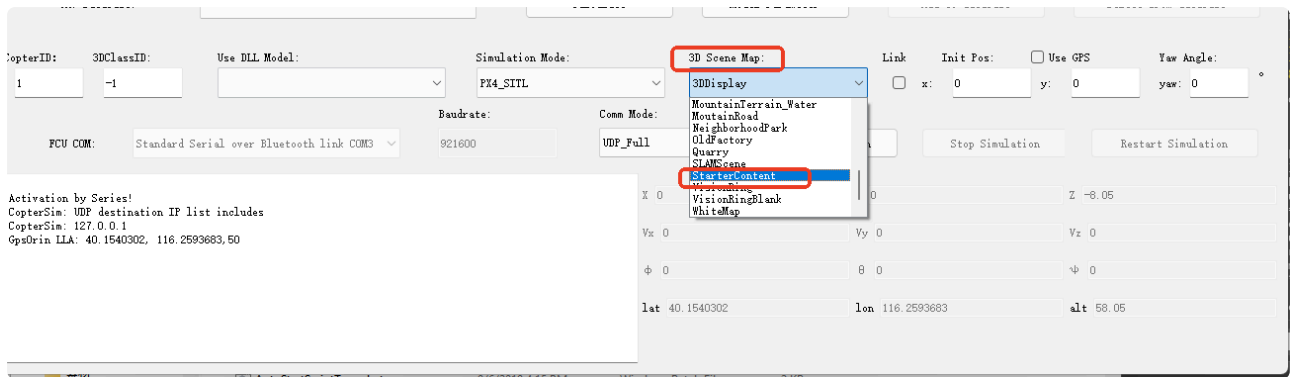 CopterID: 3DClassID: Use DLL Model: Simulation Mode: 3D Scene Map: Link Init Pos: Use GPS Yaw Angle:
1 -1 PX4_SITL 3DDisplay x: 0 y: 0 yaw: 0 °
MountainTerrain_Water
Baudrate: Comm Mode: MoutainRoad
NeighborhoodPark
FCU COM: Standard Serial over Bluetooth link COM3 921600 UDP_Full OldFactory Stop Simulation Restart Simulation
Quarry
SLAMScene
StarterContent
VisionRing
VisionRingBlank
WhiteMap
Activation by Series!
CopterSim: UDP destination IP list includes
CopterSim: 127.0.0.1
GpsOrin LLA: 40.1540302, 116.2593683,50
X 0 0 Z -8.05
Vx 0 Vy 0 Vz 0
ϕ 0 θ 0 ψ 0
lat 40.1540302 lon 116.2593683 alt 58.05